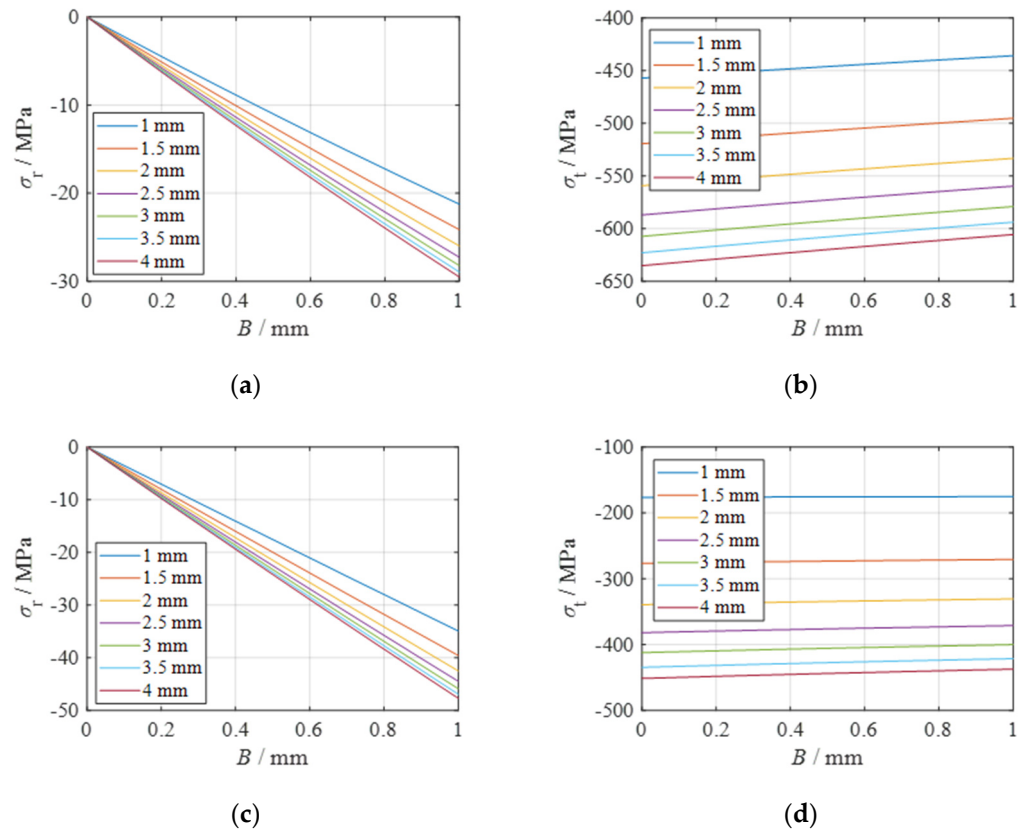 0
-10
-20
-30
σr / MPa
1 mm
1.5 mm
2 mm
2.5 mm
3 mm
3.5 mm
4 mm
0 0.2 0.4 0.6 0.8 1
B / mm
(a)
-400
-450
-500
-550
-600
-650
σt / MPa
1 mm
1.5 mm
2 mm
2.5 mm
3 mm
3.5 mm
4 mm
0 0.2 0.4 0.6 0.8 1
B / mm
(b)
0
-10
-20
-30
-40
-50
σr / MPa
1 mm
1.5 mm
2 mm
2.5 mm
3 mm
3.5 mm
4 mm
0 0.2 0.4 0.6 0.8 1
B / mm
(c)
-100
-200
-300
-400
-500
σt / MPa
1 mm
1.5 mm
2 mm
2.5 mm
3 mm
3.5 mm
4 mm
0 0.2 0.4 0.6 0.8 1
B / mm
(d)